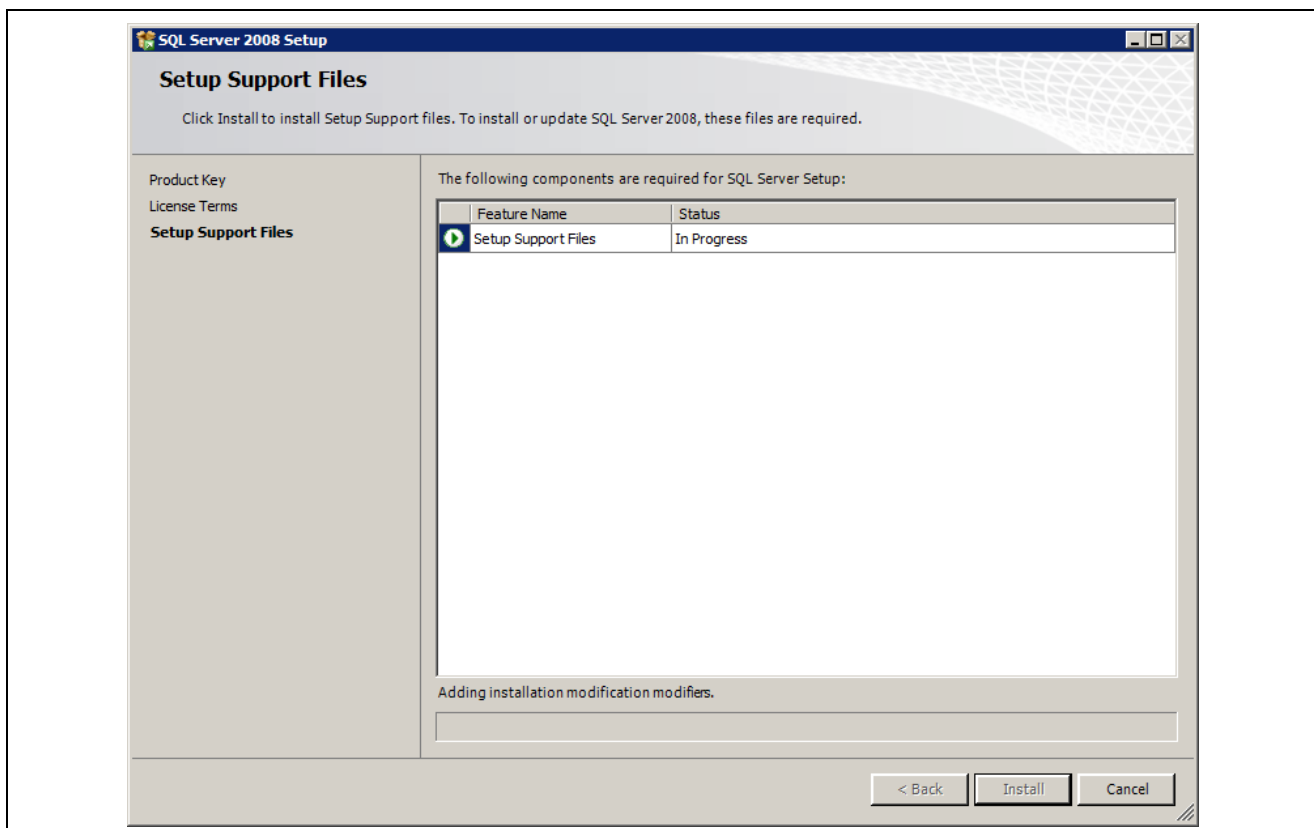 SQL Server 2008 Setup
Setup Support Files
Click Install to install Setup Support files. To install or update SQL Server 2008, these files are required.
Product Key
License Terms
Setup Support Files
The following components are required for SQL Server Setup:
Feature Name Status
Setup Support Files In Progress
Adding installation modification modifiers.
< Back Install Cancel